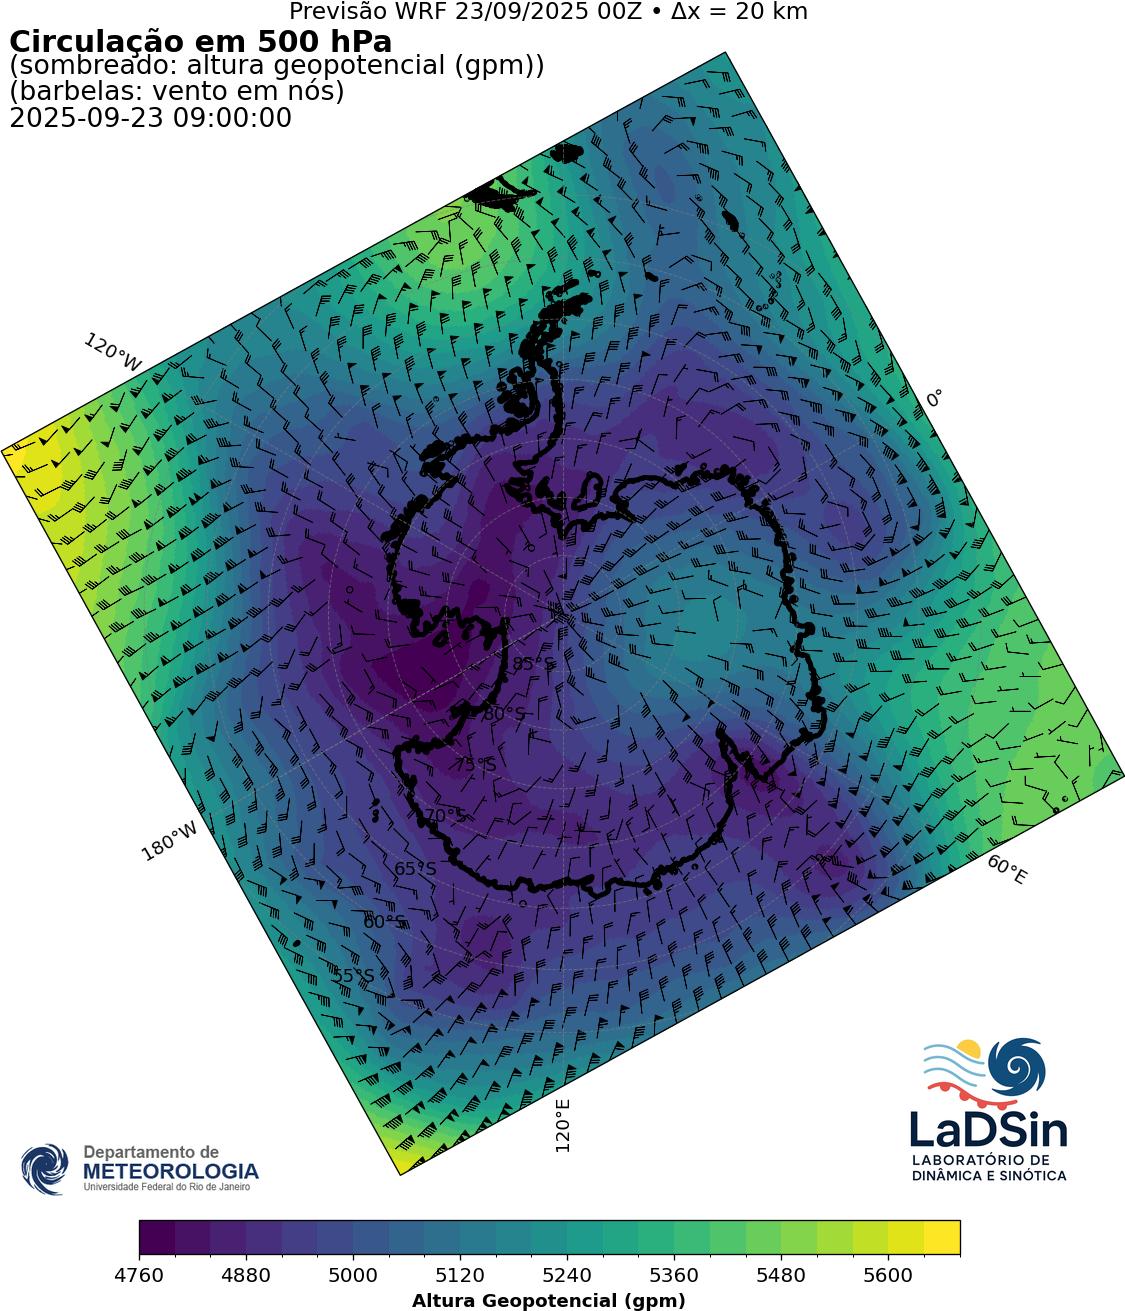 Previsão WRF 23/09/2025 00Z • Δx = 20 km
Circulação em 500 hPa
(sombreado: altura geopotencial (gpm))
(barbelas: vento em nós)
2025-09-23 09:00:00
120°W
0°
85°S
80°S
75°S
70°S
65°S
60°S
55°S
180°W
60°E
120°E
Departamento de
METEOROLOGIA
Universidade Federal do Rio de Janeiro
LaDSin
LABORATÓRIO DE
DINÂMICA E SINÓTICA
4760 4880 5000 5120 5240 5360 5480 5600
Altura Geopotencial (gpm)